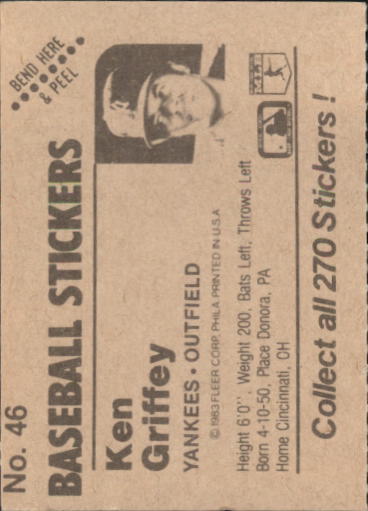 No. 46
BEND HERE
& PEEL
BASEBALL STICKERS
Ken
Griffey
YANKEES • OUTFIELD
© 1983 FLEER CORP. PHILA PRINTED IN U.S.A
Height 6'0", Weight 200, Bats Left, Throws Left
Born 4-10-50, Place Donora, PA
Home Cincinnati, OH
MLB
Collect all 270 Stickers!